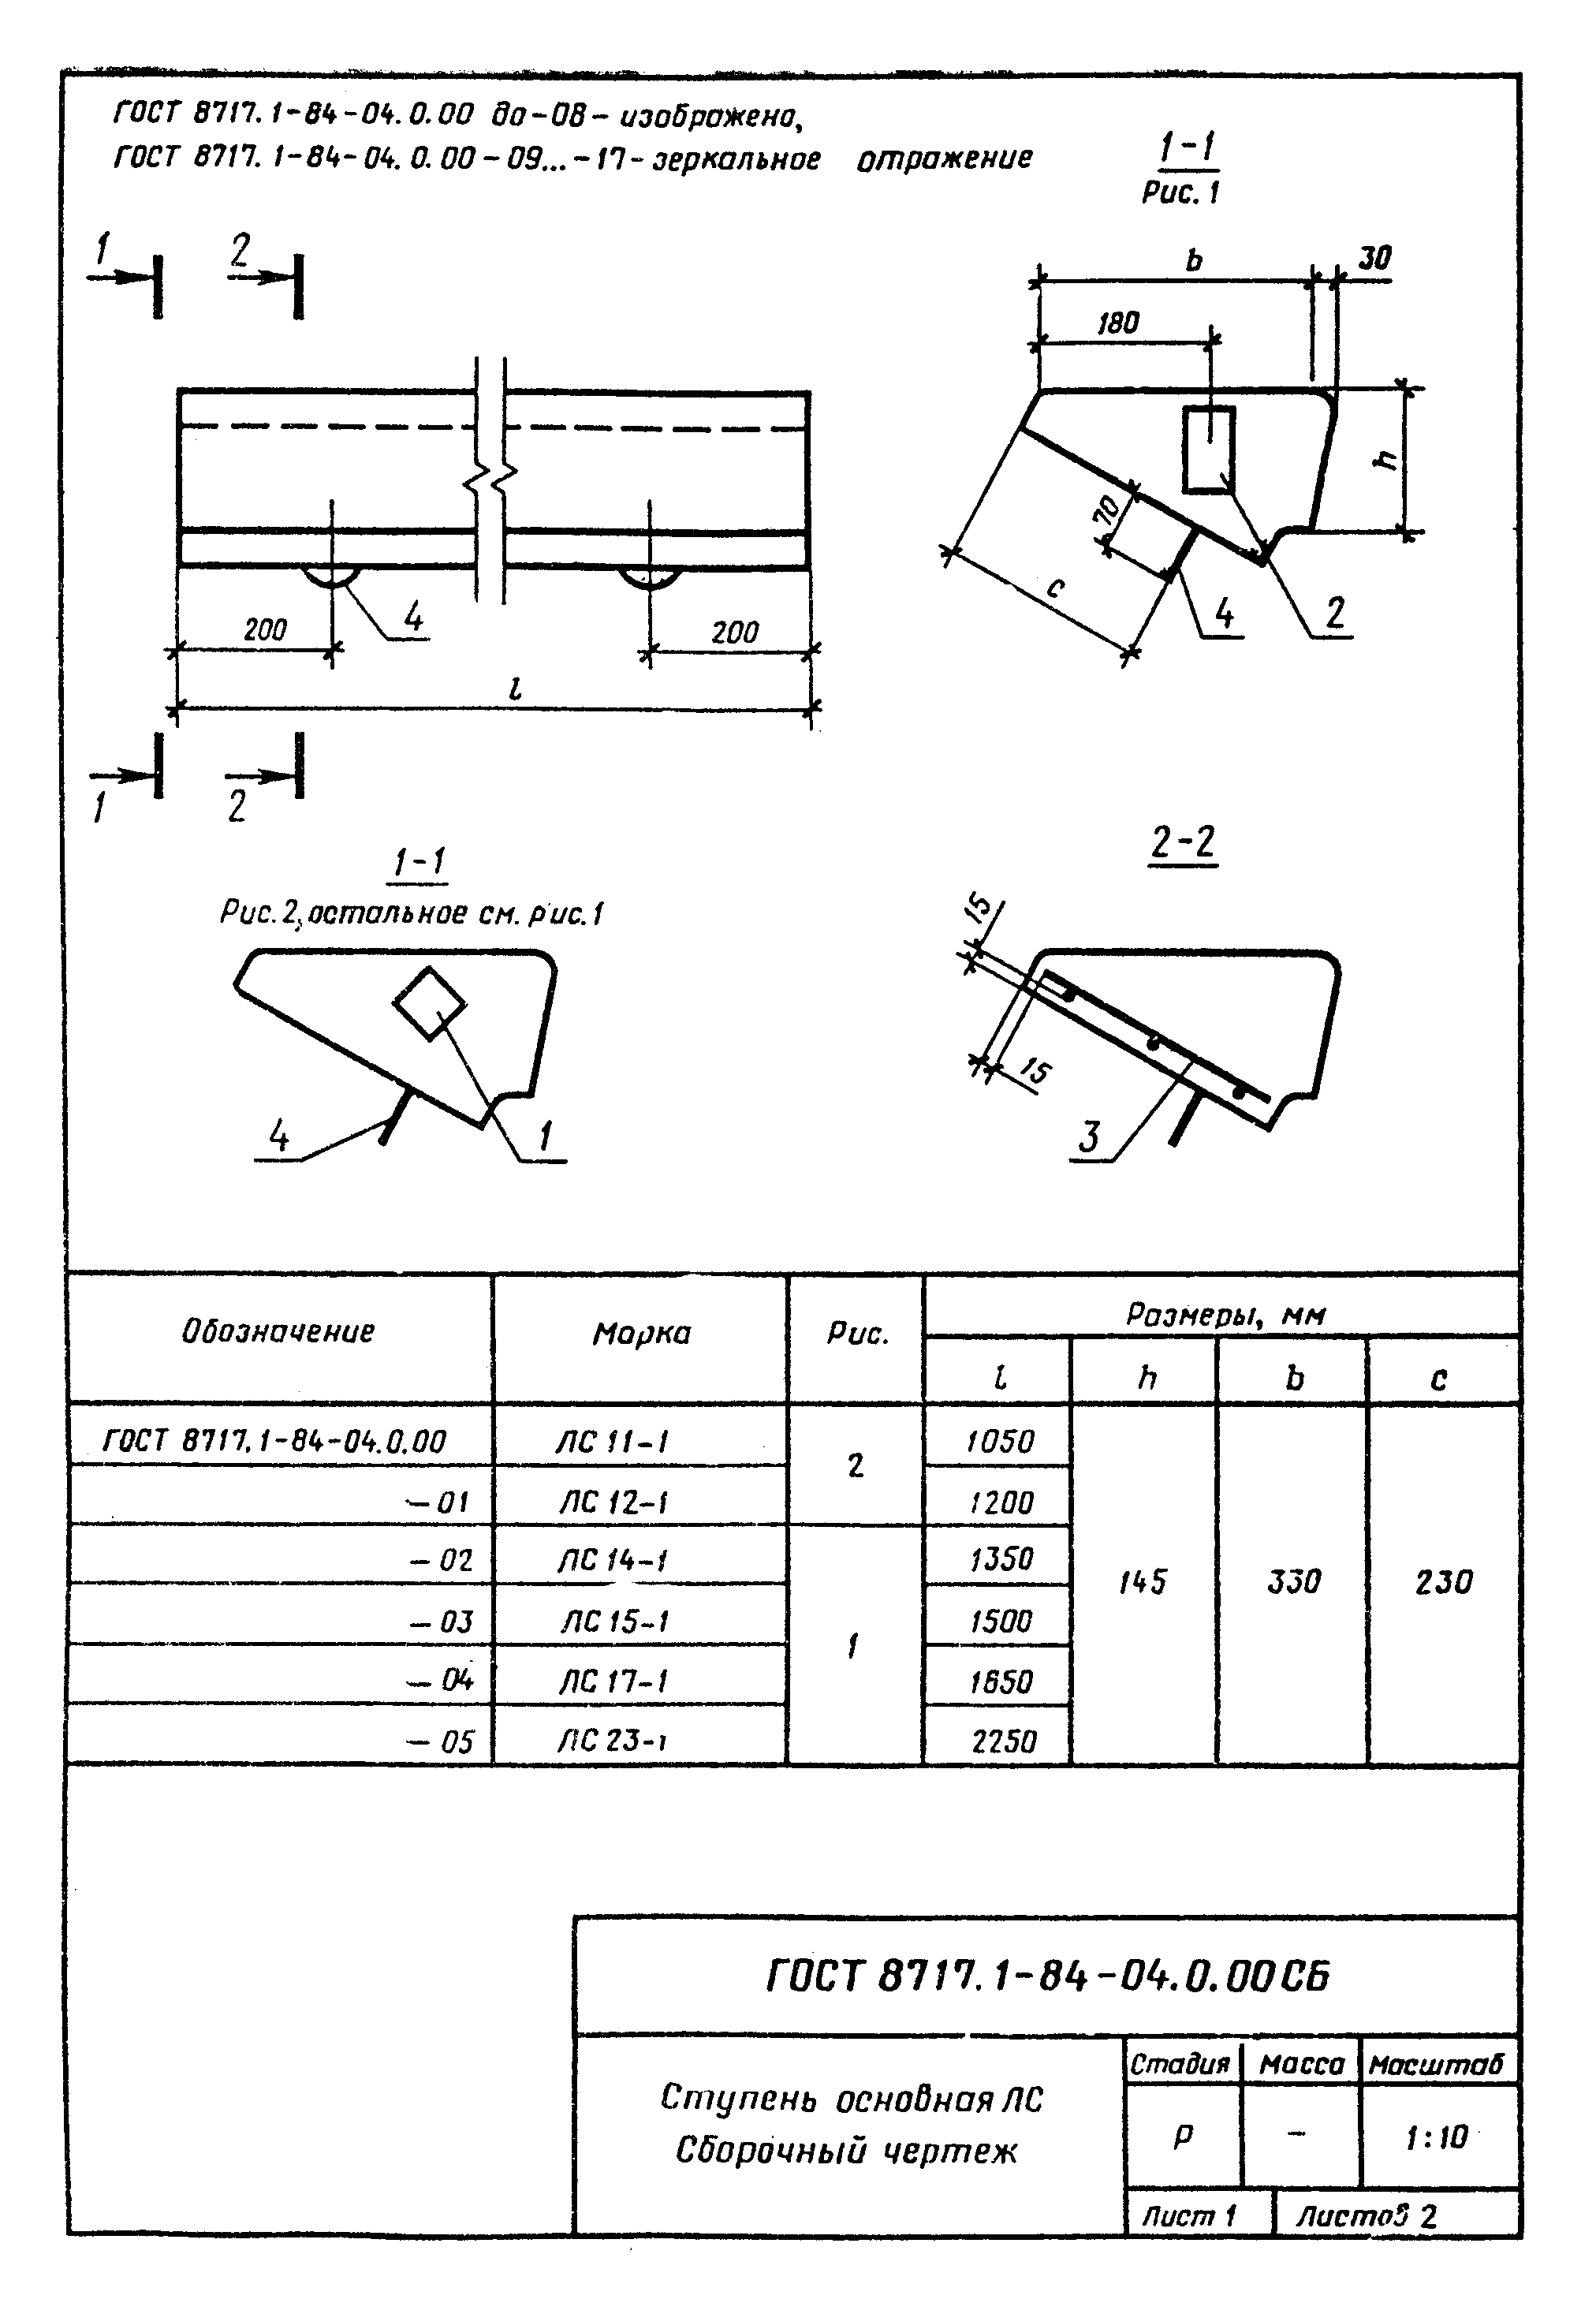 ГОСТ 8717.1-84-04.0.00 до-08- изображено,
ГОСТ 8717.1-84-04.0.00-09...-17- зеркальное отражение
1-1
Рис. 1
1 2
b 30
180
h
70
c
4 2
4
200 200
l
1 2
1-1
Рис. 2, остальное см. рис. 1
4 1
2-2
15
15
3
Обозначение Марка Рис. Размеры, мм
l h b c
ГОСТ 8717.1-84-04.0.00 ЛС 11-1 2 1050 145 330 230
-01 ЛС 12-1 1200
-02 ЛС 14-1 1 1350
-03 ЛС 15-1 1500
-04 ЛС 17-1 1650
-05 ЛС 23-1 2250
ГОСТ 8717.1-84-04.0.00СБ
Ступень основная ЛС
Сборочный чертеж
Стадия Масса Масштаб
Р - 1:10
Лист 1 Листов 2